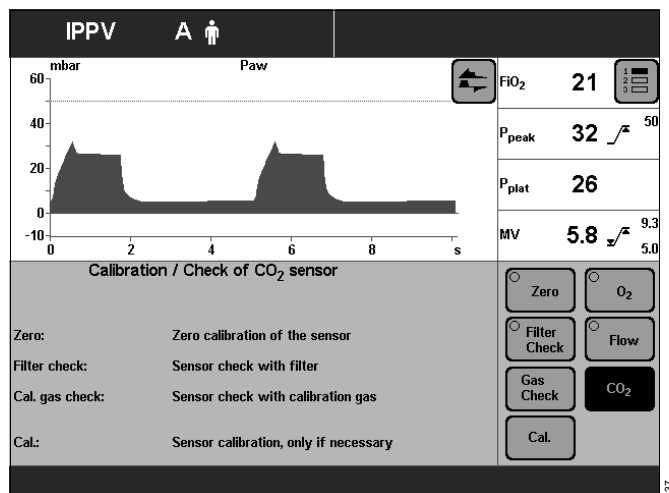 IPPV A
mbar Paw
60
40
20
0
-10
0 2 4 6 8 s
FiO2 21
1
2
3
Ppeak 32 50
Pplat 26
MV 5.8 9.3
5.0
Calibration / Check of CO2 sensor
Zero: Zero calibration of the sensor
Filter check: Sensor check with filter
Cal. gas check: Sensor check with calibration gas
Cal.: Sensor calibration, only if necessary
Zero O2
Filter
Check
Flow
Gas
Check
CO2
Cal.